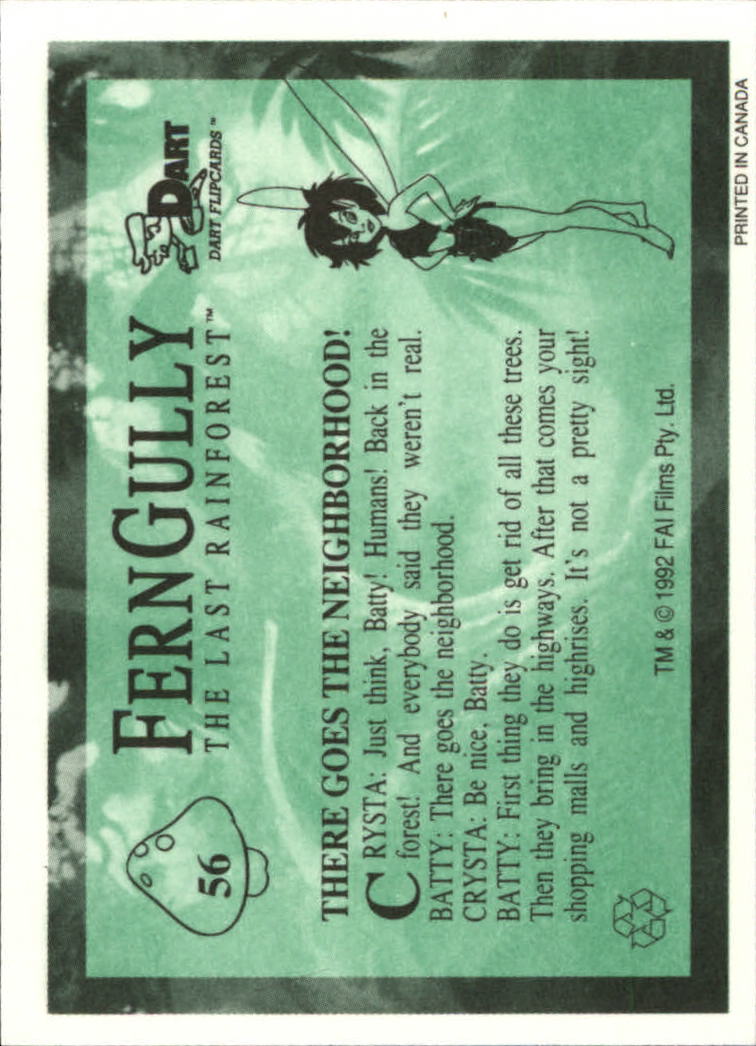 56
FERNGULLY
THE LAST RAINFOREST™
DART
DART FLIPCARDS™
THERE GOES THE NEIGHBORHOOD!
CRYSTA: Just think, Batty! Humans! Back in the
forest! And everybody said they weren't real.
BATTY: There goes the neighborhood.
CRYSTA: Be nice, Batty.
BATTY: First thing they do is get rid of all these trees.
Then they bring in the highways. After that comes your
shopping malls and highrises. It's not a pretty sight!
TM & © 1992 FAI Films Pty. Ltd.
PRINTED IN CANADA